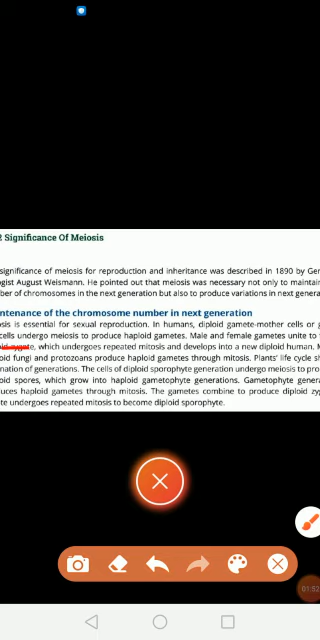 2 Significance Of Meiosis
significance of meiosis for reproduction and inheritance was described in 1890 by Ger
gist August Weismann. He pointed out that meiosis was necessary not only to maintain
ber of chromosomes in the next generation but also to produce variations in next genera
ntenance of the chromosome number in next generation
sis is essential for sexual reproduction. In humans, diploid gamete-mother cells or g
cells undergo meiosis to produce haploid gametes. Male and female gametes unite to
zygote, which undergoes repeated mitosis and develops into a new diploid human. M
oid fungi and protozoans produce haploid gametes through mitosis. Plants' life cycle sh
nation of generations. The cells of diploid sporophyte generation undergo meiosis to pro
oid spores, which grow into haploid gametophyte generations. Gametophyte genera
uces haploid gametes through mitosis. The gametes combine to produce diploid zyg
te undergoes repeated mitosis to become diploid sporophyte.
01:52